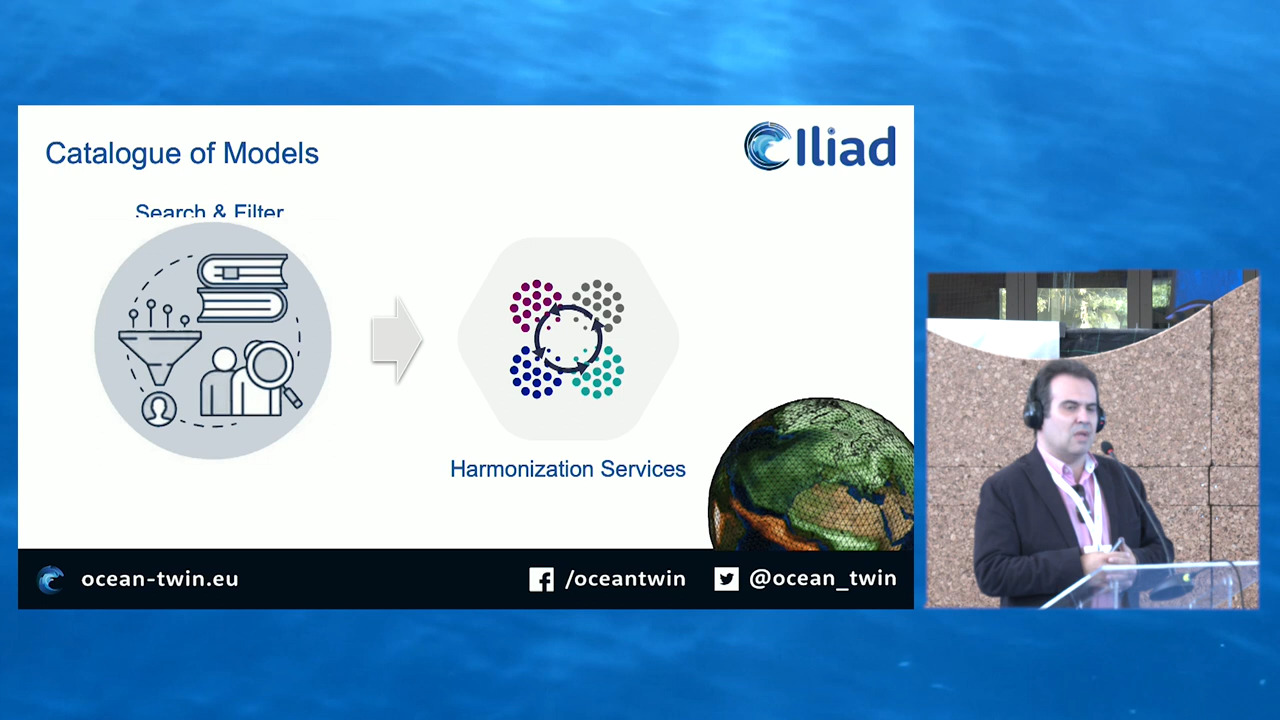 Catalogue of Models
Iliad
Search & Filter
Harmonization Services
ocean-twin.eu
/oceantwin
@ocean_twin